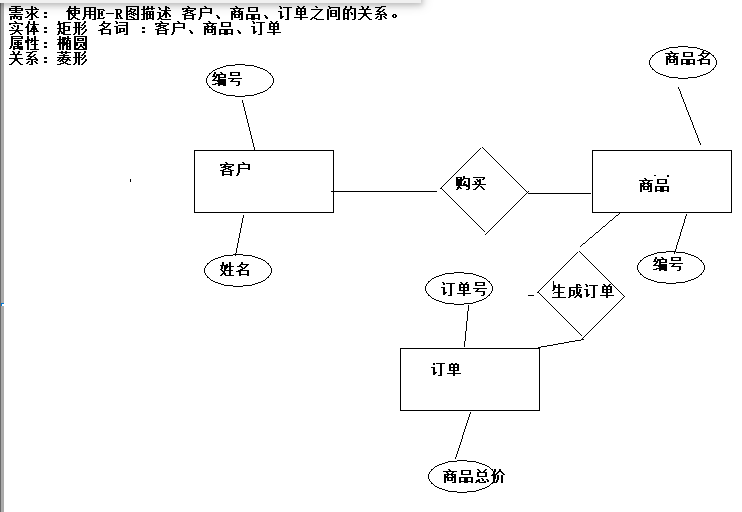 需求： 使用E-R图描述 客户、商品、订单之间的关系。
实体：矩形 名词 ：客户、商品、订单
属性：椭圆
关系：菱形
编号
商品名
客户
购买
商品
姓名
编号
订单号
生成订单
订单
商品总价